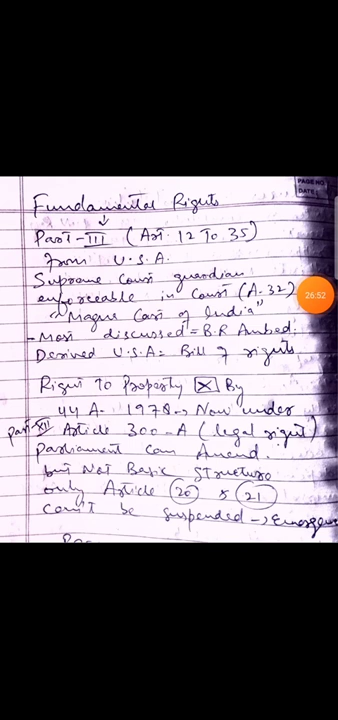 PAGE NO.
DATE:
Fundamental Rights
↓
Part-III (Art. 12 To 35)
From U.S.A.
Supreme Court guardian
enforceable in Court (A-32)
26:52
"Magna Cart of India"
- Most discussed = B.R Ambed.
Derived U.S.A = Bill of rights
Right To Property [X] By
44 A. 1978 → Now under
Part XII Article 300-A (legal right)
Parliament can Amend.
but Not Basic Structure
only Article (20) & (21)
can't be suspended → Emergen